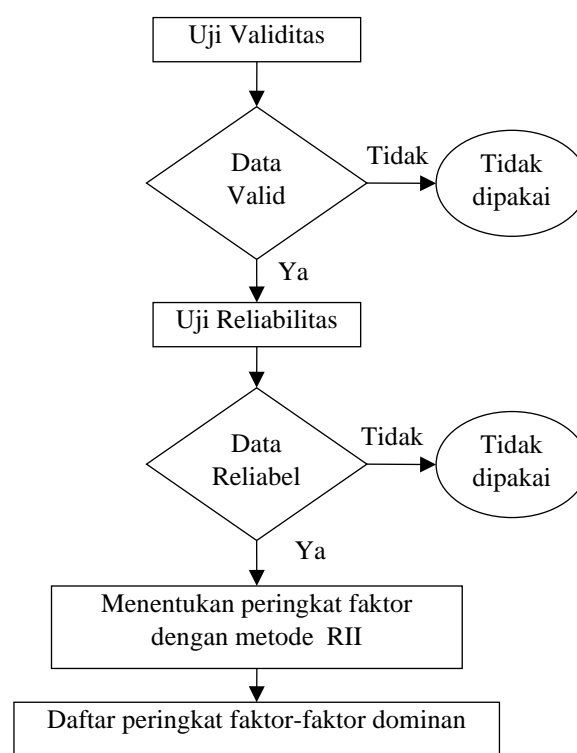 Uji Validitas
Data
Valid
Tidak
Tidak
dipakai
Ya
Uji Reliabilitas
Data
Reliabel
Tidak
Tidak
dipakai
Ya
Menentukan peringkat faktor
dengan metode RII
Daftar peringkat faktor-faktor dominan